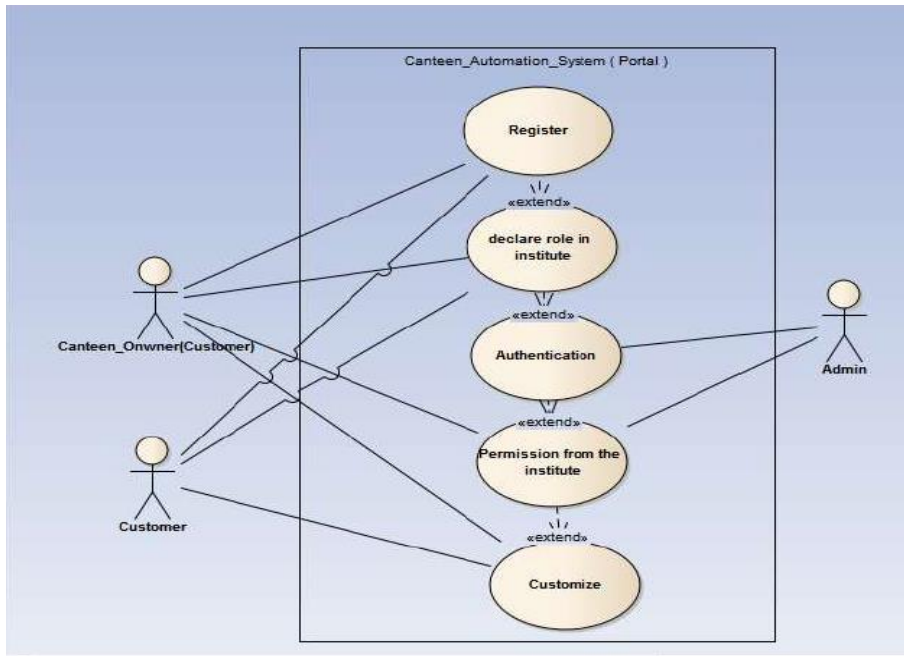 Canteen_Automation_System ( Portal )
Register
«extend»
declare role in
institute
«extend»
Authentication
«extend»
Permission from the
institute
«extend»
Customize
Canteen_Onwner(Customer)
Customer
Admin